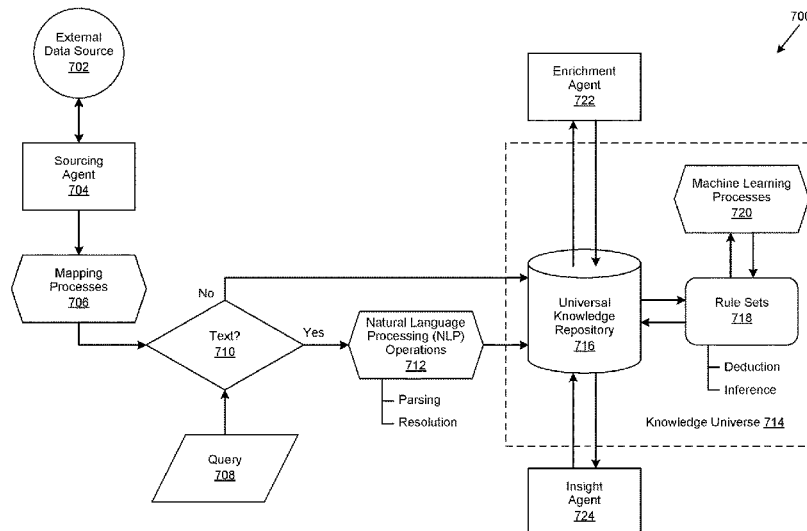 700
External
Data Source
702
Enrichment
Agent
722
Sourcing
Agent
704
Machine Learning
Processes
720
Mapping
Processes
706
No
Text?
710
Yes
Natural Language
Processing (NLP)
Operations
712
Parsing
Resolution
Universal
Knowledge
Repository
716
Rule Sets
718
Deduction
Inference
Knowledge Universe 714
Query
708
Insight
Agent
724